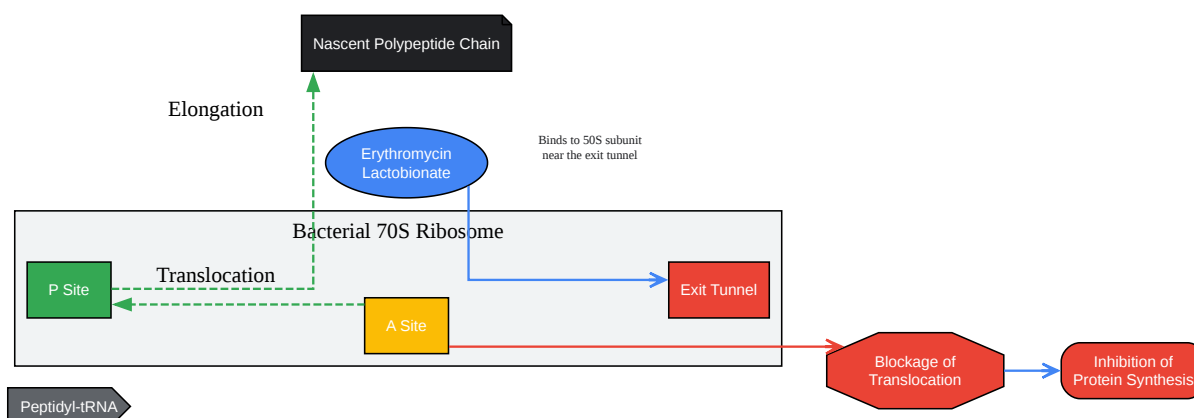 Nascent Polypeptide Chain
Elongation
Binds to 50S subunit
near the exit tunnel
Erythromycin
Lactobionate
Bacterial 70S Ribosome
Translocation
P Site
Exit Tunnel
A Site
Blockage of
Translocation
Inhibition of
Protein Synthesis
Peptidyl-tRNA